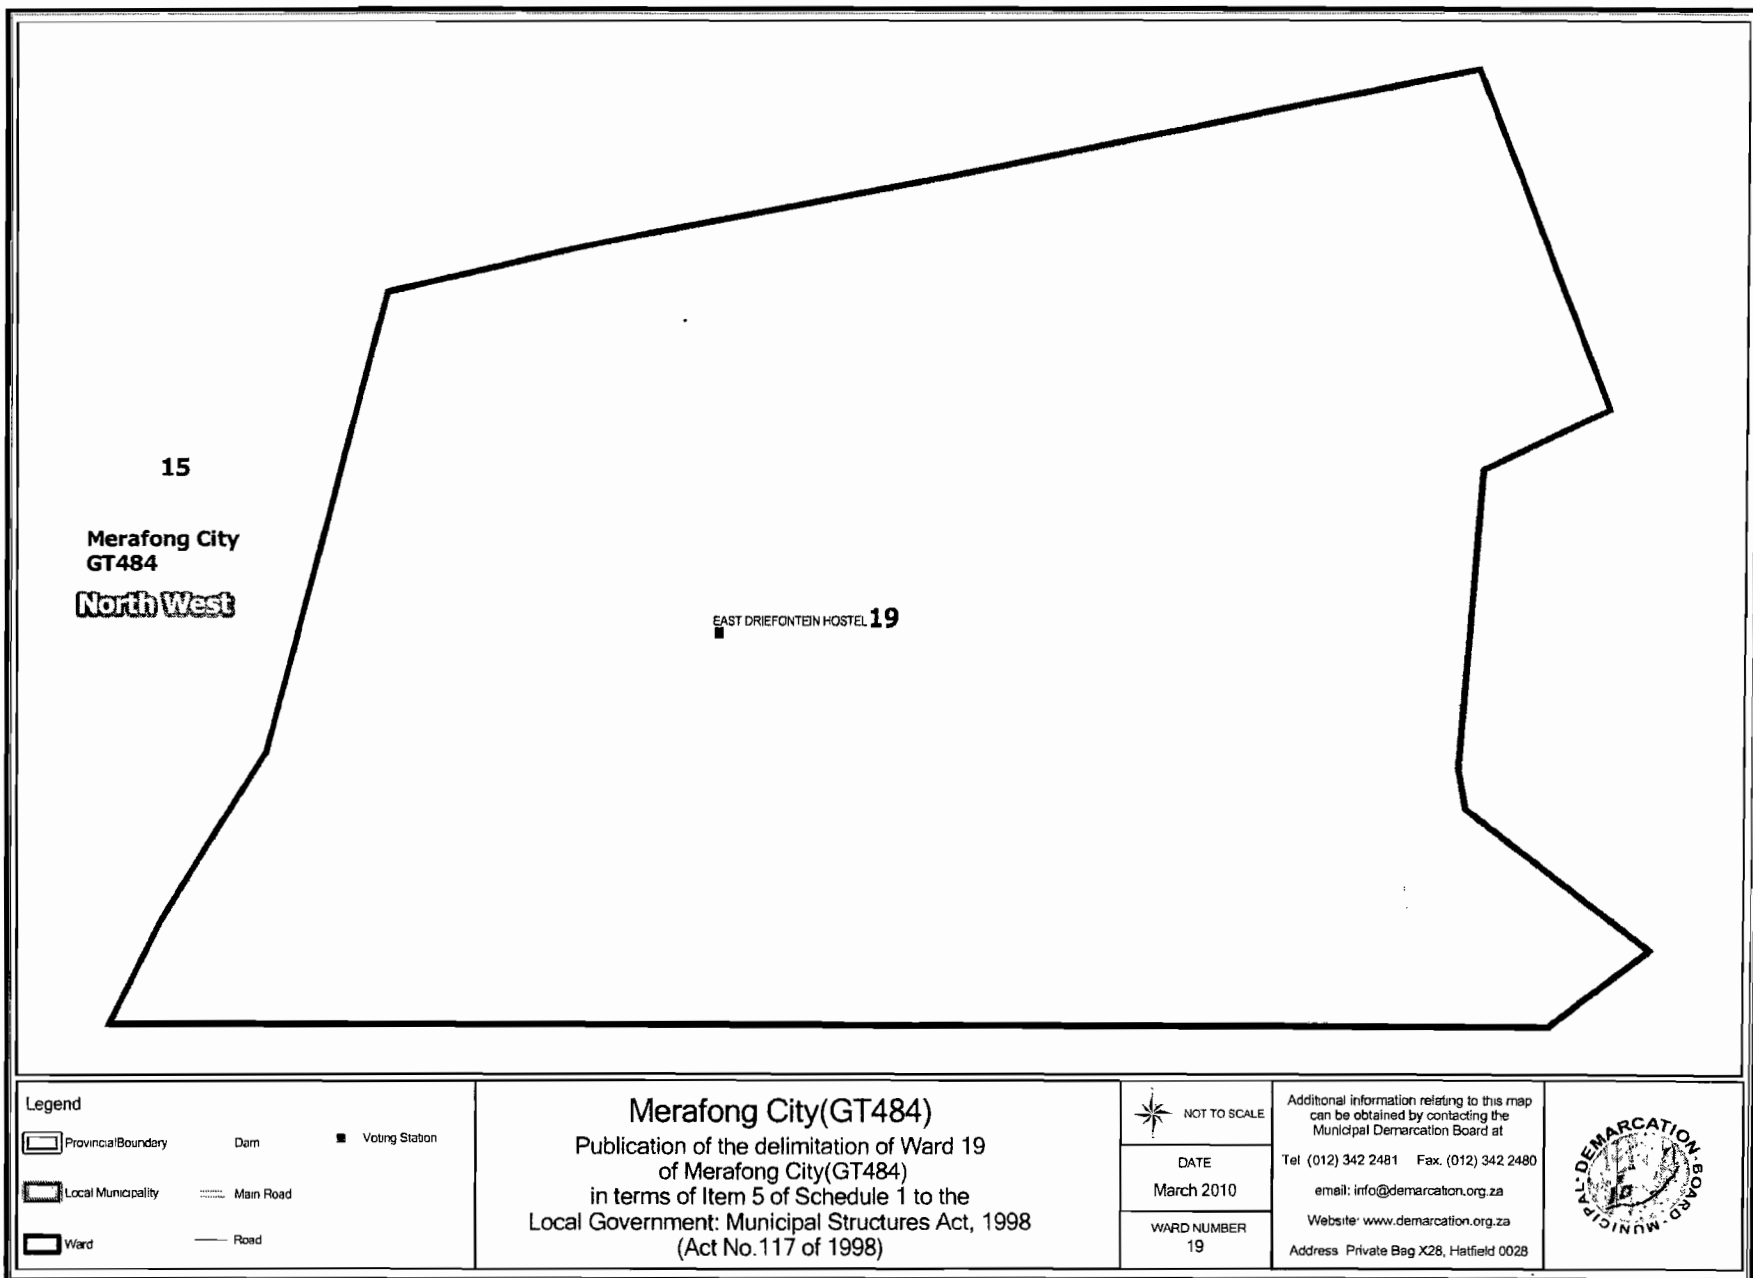 15
Merafong City
GT484
North West
EAST DRIEFONTEIN HOSTEL 19
Legend
Provincial Boundery
Dam
Voting Station
Local Municipality
Main Road
Ward
Road
Merafong City(GT484)
Publication of the delimitation of Ward 19
of Merafong City(GT484)
in terms of Item 5 of Schedule 1 to the
Local Government: Municipal Structures Act, 1998
(Act No.117 of 1998)
NOT TO SCALE
DATE
March 2010
WARD NUMBER
19
Additional information relating to this map
can be obtained by contacting the
Municipal Demarcation Board at
Tel (012) 342 2481 Fax. (012) 342 2480
email: info@demarcation.org.za
Website: www.demarcation.org.za
Address Private Bag X28, Hatfield 0028
MUNICIPAL · DEMARCATION · BOARD